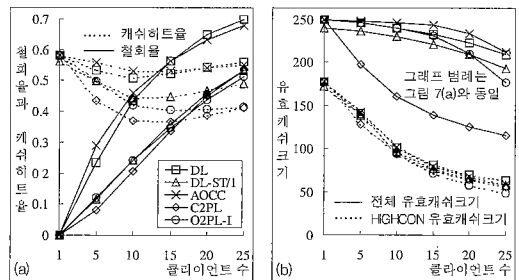 0.7
0.6
0.5
0.4
0.3
0.2
0.1
0
철회율과 캐쉬히트율
캐쉬히트율
철회율
DL
DL-ST/1
AOCC
C2PL
O2PL-I
1 5 10 15 20 25
(a) 클라이언트 수
250
200
150
100
50
0
유효캐쉬크기
그래프 범례는
그림 7(a)와 동일
전체 유효캐쉬크기
HIGHCON 유효캐쉬크기
1 5 10 15 20 25
(b) 클라이언트 수